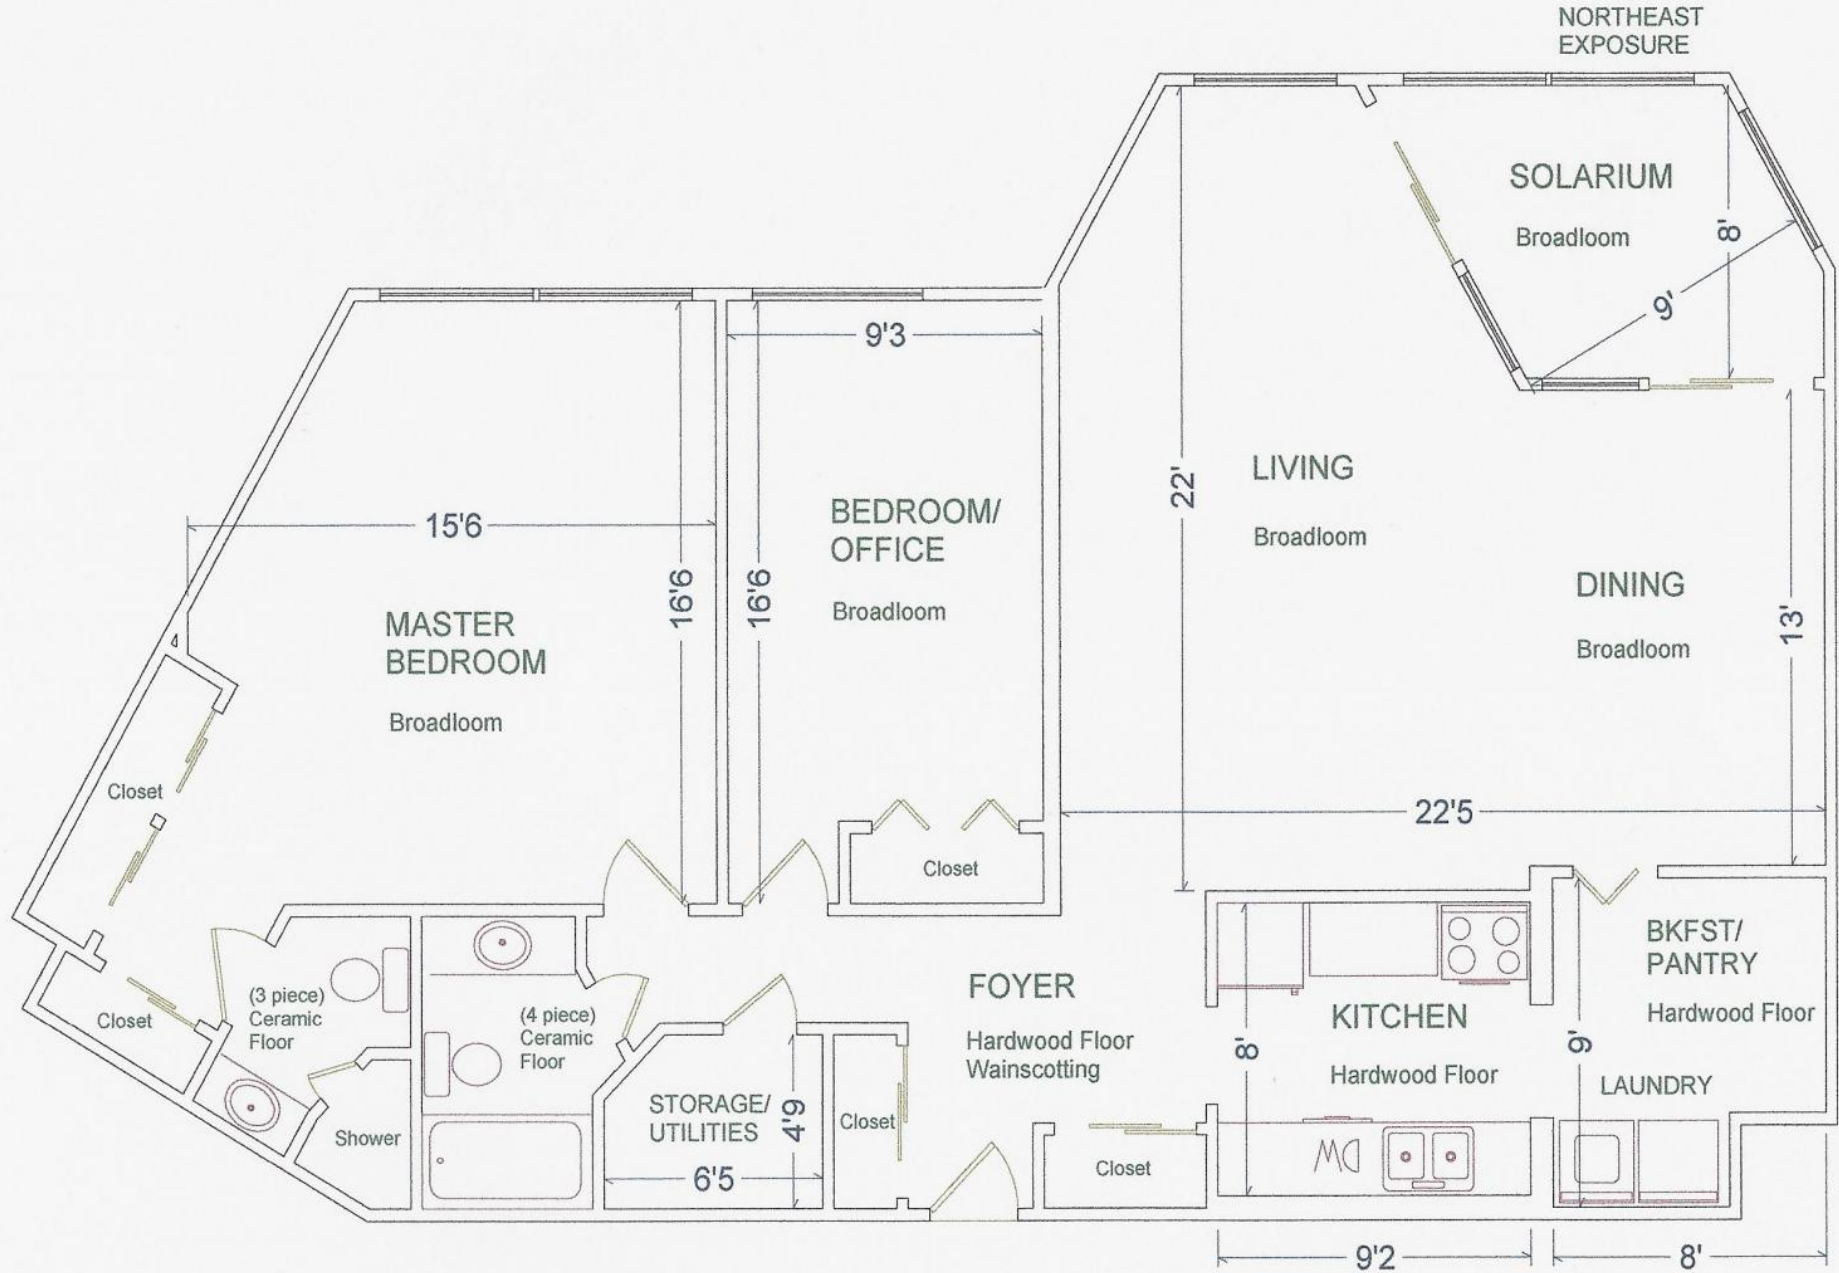 NORTHEAST
EXPOSURE
SOLARIUM
Broadloom
8'
9'
9'3
22'
LIVING
Broadloom
15'6
BEDROOM/
OFFICE
Broadloom
16'6
16'6
MASTER
BEDROOM
Broadloom
DINING
Broadloom
13'
Closet
22'5
Closet
BKFST/
PANTRY
Hardwood Floor
FOYER
Hardwood Floor
Wainscotting
KITCHEN
Hardwood Floor
8'
9'
(3 piece)
Ceramic
Floor
(4 piece)
Ceramic
Floor
Closet
LAUNDRY
STORAGE/
UTILITIES
4'9
6'5
Closet
Shower
Closet
DW
9'2
8'